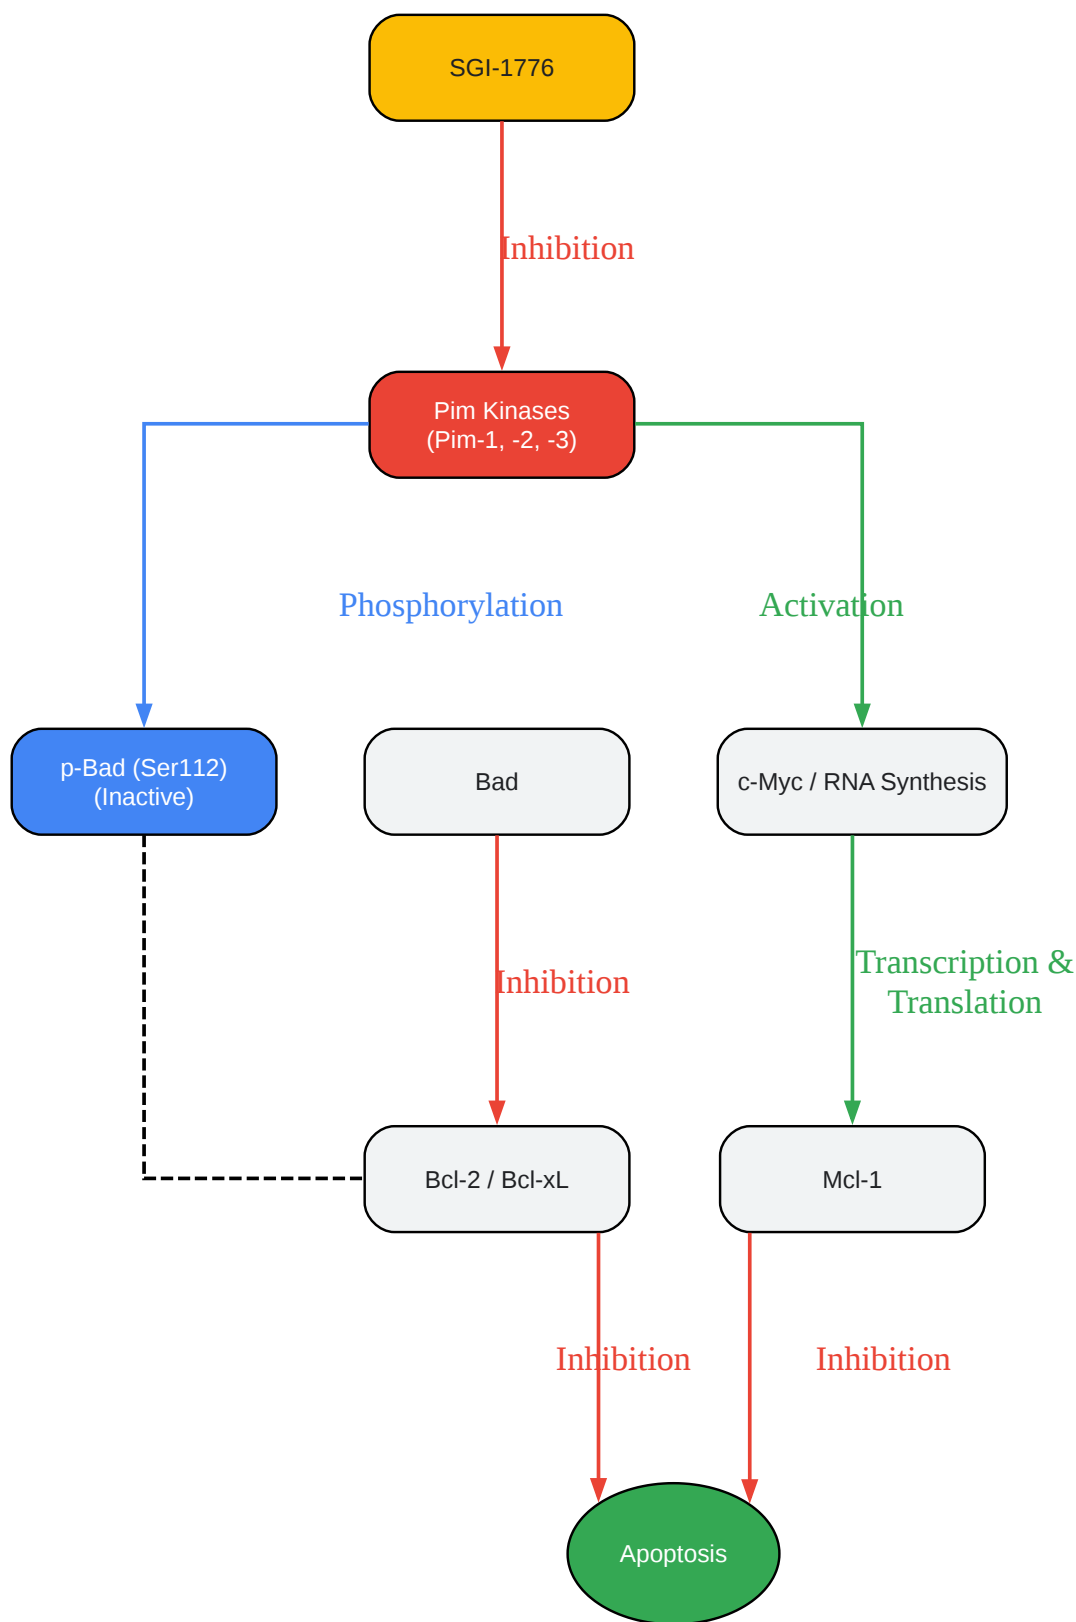 SGI-1776
Inhibition
Pim Kinases
(Pim-1, -2, -3)
Phosphorylation
Activation
p-Bad (Ser112)
(Inactive)
Bad
c-Myc / RNA Synthesis
Inhibition
Transcription &
Translation
Bcl-2 / Bcl-xL
Mcl-1
Inhibition
Inhibition
Apoptosis